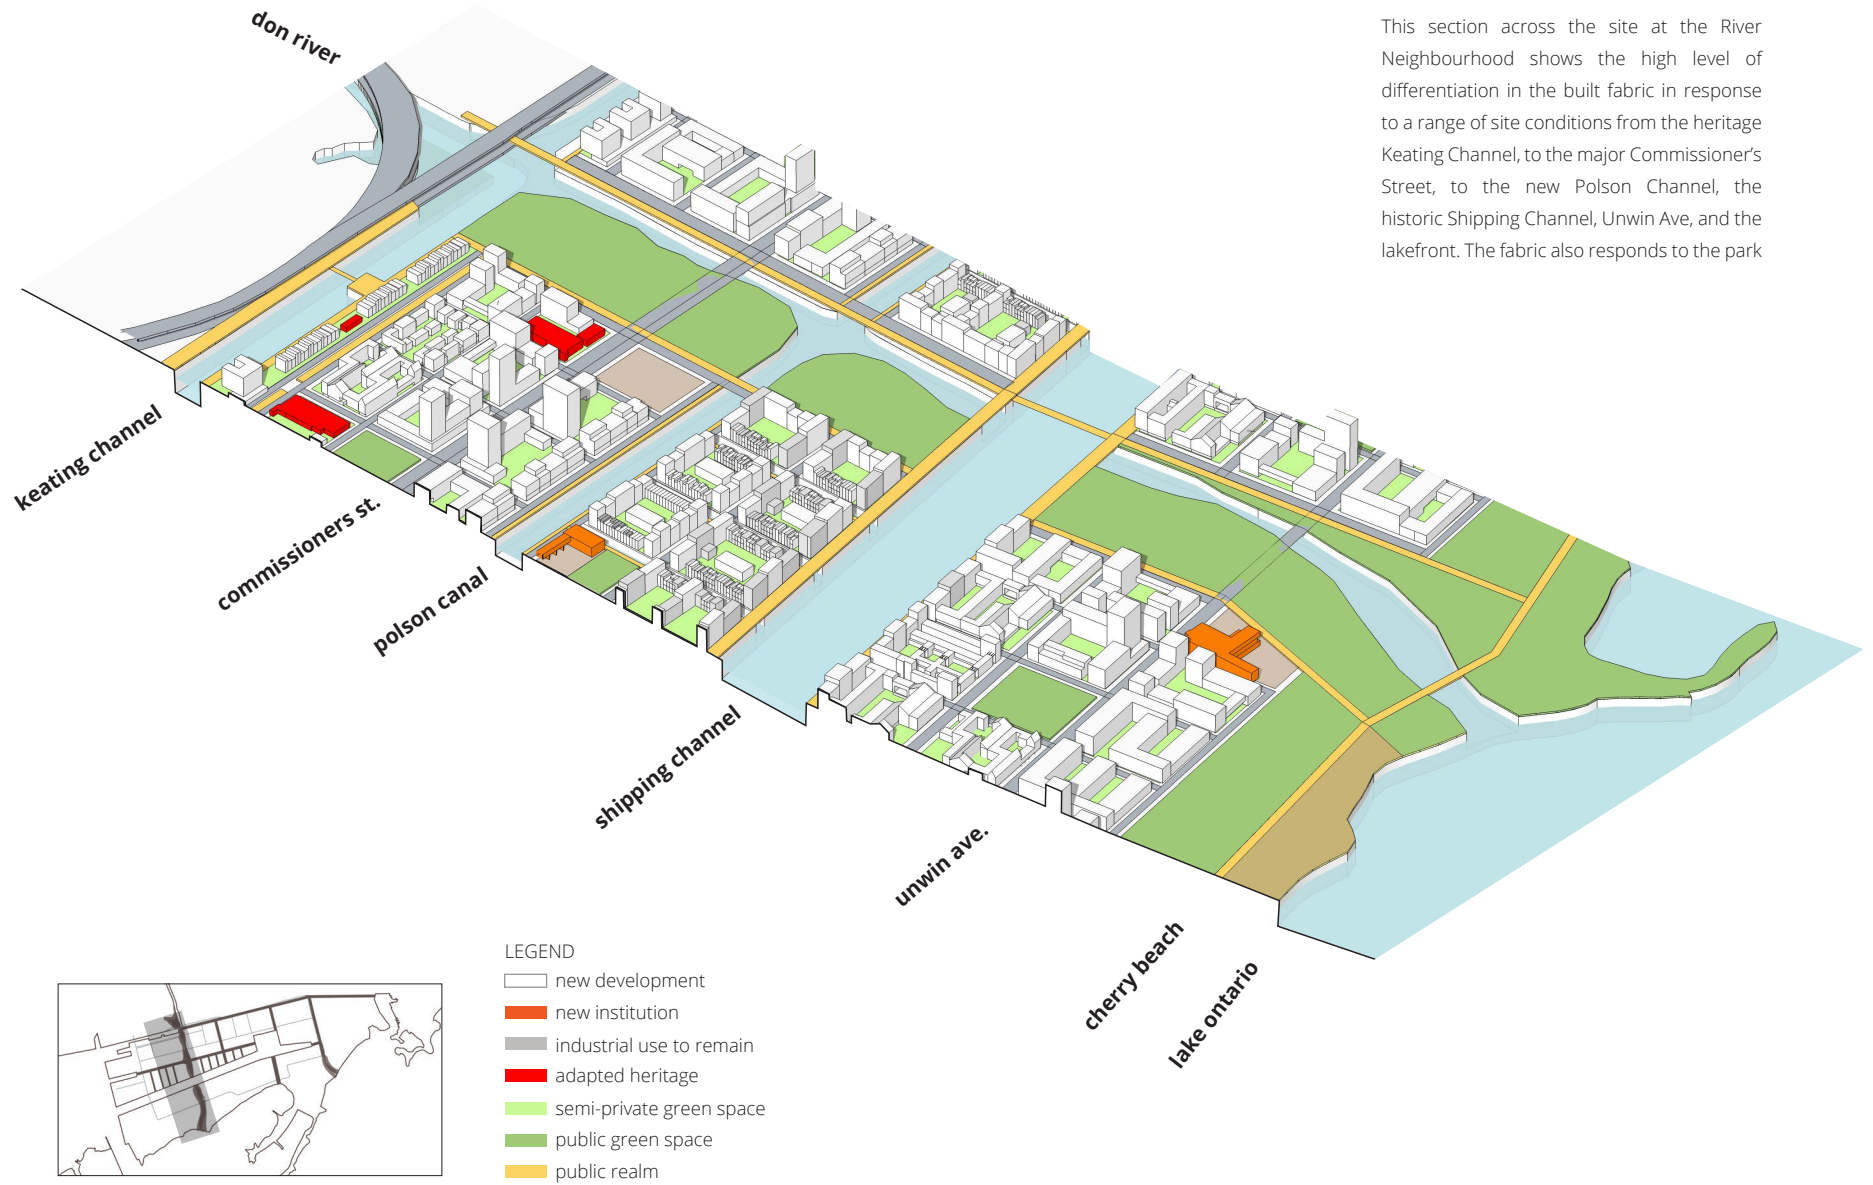 don river
This section across the site at the River
Neighbourhood shows the high level of
differentiation in the built fabric in response
to a range of site conditions from the heritage
Keating Channel, to the major Commissioner's
Street, to the new Polson Channel, the
historic Shipping Channel, Unwin Ave, and the
lakefront. The fabric also responds to the park
keating channel
commissioners st.
polson canal
shipping channel
unwin ave.
cherry beach
lake ontario
LEGEND
new development
new institution
industrial use to remain
adapted heritage
semi-private green space
public green space
public realm